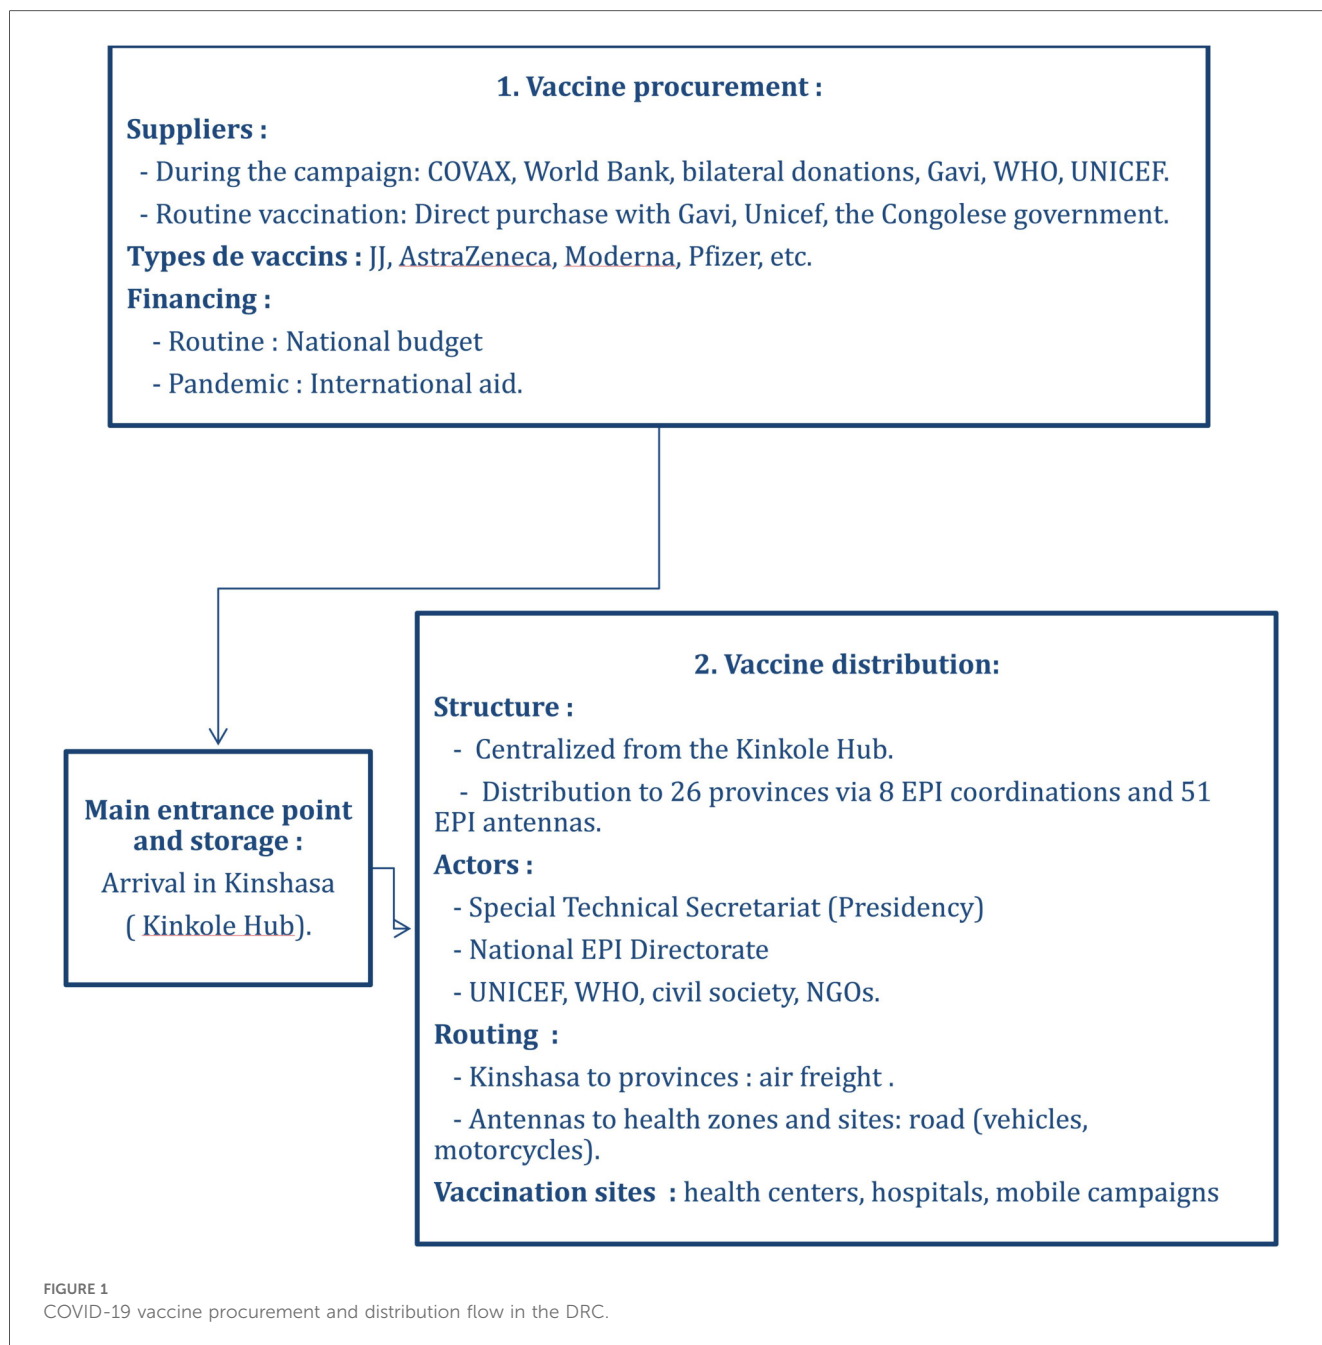 1. Vaccine procurement :
Suppliers :
- During the campaign: COVAX, World Bank, bilateral donations, Gavi, WHO, UNICEF.
- Routine vaccination: Direct purchase with Gavi, Unicef, the Congolese government.
Types de vaccins : JJ, AstraZeneca, Moderna, Pfizer, etc.
Financing :
- Routine : National budget
- Pandemic : International aid.
Main entrance point
and storage :
Arrival in Kinshasa
( Kinkole Hub).
2. Vaccine distribution:
Structure :
- Centralized from the Kinkole Hub.
- Distribution to 26 provinces via 8 EPI coordinations and 51
EPI antennas.
Actors :
- Special Technical Secretariat (Presidency)
- National EPI Directorate
- UNICEF, WHO, civil society, NGOs.
Routing :
- Kinshasa to provinces : air freight .
- Antennas to health zones and sites: road (vehicles,
motorcycles).
Vaccination sites : health centers, hospitals, mobile campaigns
FIGURE 1
COVID-19 vaccine procurement and distribution flow in the DRC.